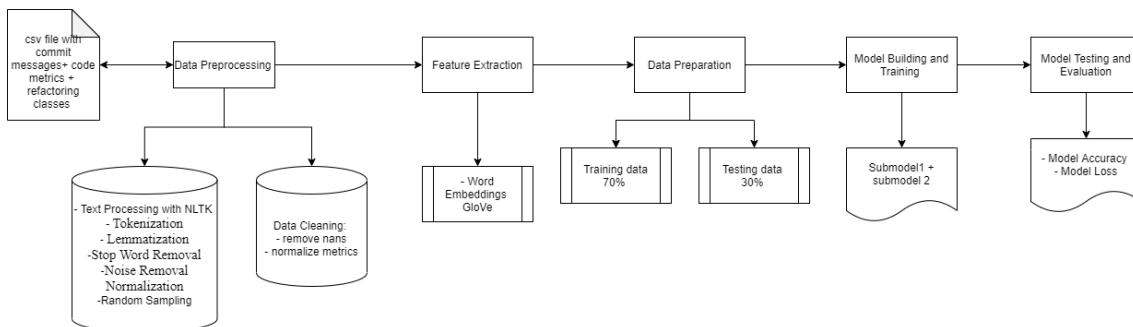 csv file with
commit
messages+ code
metrics +
refactoring
classes
Data Preprocessing
Feature Extraction
Data Preparation
Model Building and
Training
Model Testing and
Evaluation
- Text Processing with NLTK
- Tokenization
- Lemmatization
-Stop Word Removal
-Noise Removal
Normalization
-Random Sampling
Data Cleaning:
- remove nans
- normalize metrics
- Word
Embeddings
GloVe
Training data
70%
Testing data
30%
Submodel1 +
submodel 2
- Model Accuracy
- Model Loss